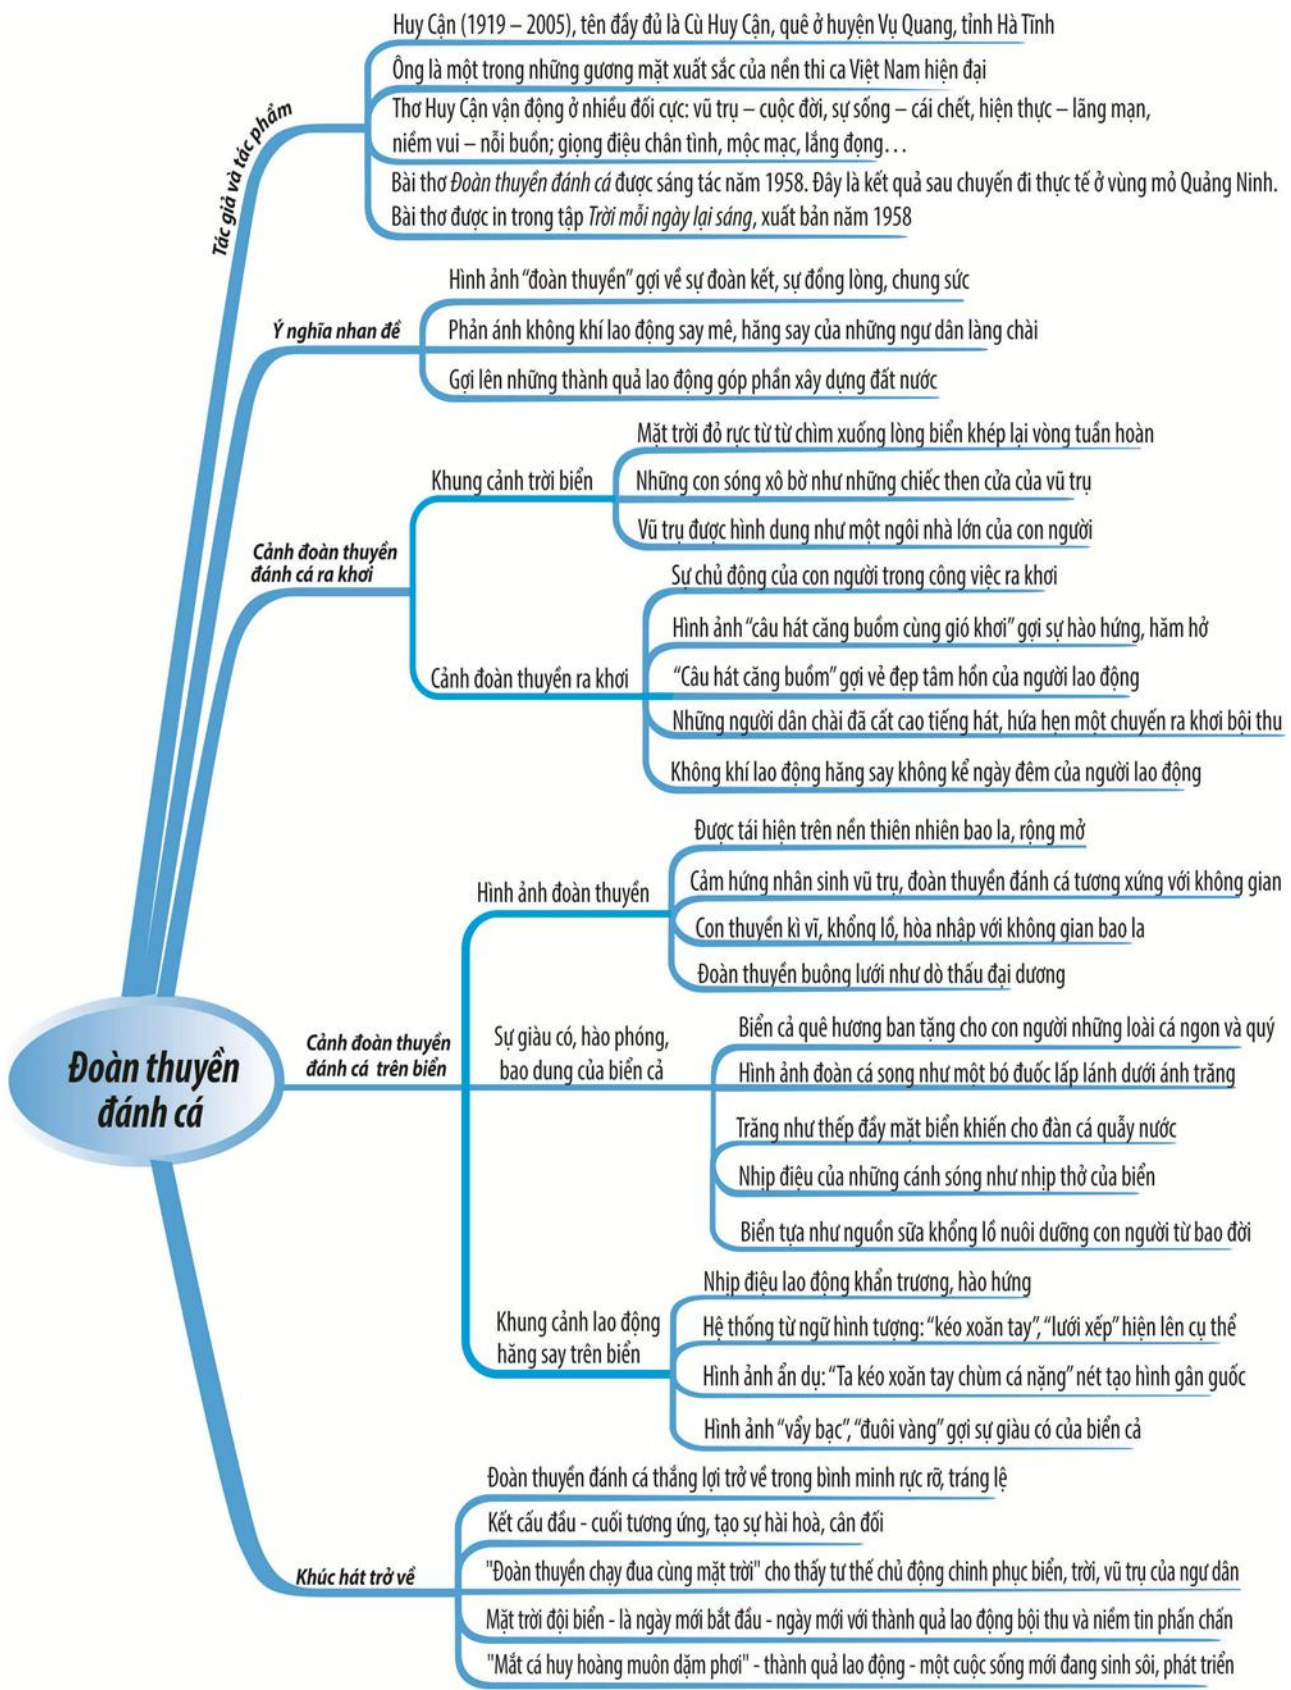 Huy Cận (1919 – 2005), tên đầy đủ là Cù Huy Cận, quê ở huyện Vụ Quang, tỉnh Hà Tĩnh
Ông là một trong những gương mặt xuất sắc của nền thi ca Việt Nam hiện đại
Thơ Huy Cận vận động ở nhiều đối cực: vũ trụ – cuộc đời, sự sống – cái chết, hiện thực – lãng mạn,
niềm vui – nỗi buồn; giọng điệu chân tình, mộc mạc, lắng đọng…
Bài thơ Đoàn thuyền đánh cá được sáng tác năm 1958. Đây là kết quả sau chuyến đi thực tế ở vùng mỏ Quảng Ninh.
Bài thơ được in trong tập Trời mỗi ngày lại sáng, xuất bản năm 1958
Tác giả và tác phẩm
Hình ảnh “đoàn thuyền” gợi về sự đoàn kết, sự đồng lòng, chung sức
Ý nghĩa nhan đề
Phản ánh không khí lao động say mê, hăng say của những ngư dân làng chài
Gợi lên những thành quả lao động góp phần xây dựng đất nước
Mặt trời đỏ rực từ từ chìm xuống lòng biển khép lại vòng tuần hoàn
Khung cảnh trời biển
Những con sóng xô bờ như những chiếc then cửa của vũ trụ
Vũ trụ được hình dung như một ngôi nhà lớn của con người
Cảnh đoàn thuyền
đánh cá ra khơi
Sự chủ động của con người trong công việc ra khơi
Hình ảnh “câu hát căng buồm cùng gió khơi” gợi sự hào hứng, hăm hở
Cảnh đoàn thuyền ra khơi
“Câu hát căng buồm” gợi vẻ đẹp tâm hồn của người lao động
Những người dân chài đã cất cao tiếng hát, hứa hẹn một chuyến ra khơi bội thu
Không khí lao động hăng say không kể ngày đêm của người lao động
Được tái hiện trên nền thiên nhiên bao la, rộng mở
Hình ảnh đoàn thuyền
Cảm hứng nhân sinh vũ trụ, đoàn thuyền đánh cá tương xứng với không gian
Con thuyền kì vĩ, khổng lồ, hòa nhập với không gian bao la
Đoàn thuyền buông lưới như dò thấu đại dương
Đoàn thuyền
đánh cá
Cảnh đoàn thuyền
đánh cá trên biển
Sự giàu có, hào phóng,
bao dung của biển cả
Biển cả quê hương ban tặng cho con người những loài cá ngon và quý
Hình ảnh đoàn cá song như một bó đuốc lấp lánh dưới ánh trăng
Trăng như thếp đầy mặt biển khiến cho đàn cá quẫy nước
Nhịp điệu của những cánh sóng như nhịp thở của biển
Biển tựa như nguồn sữa khổng lồ nuôi dưỡng con người từ bao đời
Nhịp điệu lao động khẩn trương, hào hứng
Khung cảnh lao động
hăng say trên biển
Hệ thống từ ngữ hình tượng: “kéo xoăn tay”, “lưới xếp” hiện lên cụ thể
Hình ảnh ẩn dụ: “Ta kéo xoăn tay chùm cá nặng” nét tạo hình gân guốc
Hình ảnh “vẩy bạc”, “đuôi vàng” gợi sự giàu có của biển cả
Đoàn thuyền đánh cá thắng lợi trở về trong bình minh rực rỡ, tráng lệ
Kết cấu đầu - cuối tương ứng, tạo sự hài hoà, cân đối
Khúc hát trở về
"Đoàn thuyền chạy đua cùng mặt trời" cho thấy tư thế chủ động chinh phục biển, trời, vũ trụ của ngư dân
Mặt trời đội biển - là ngày mới bắt đầu - ngày mới với thành quả lao động bội thu và niềm tin phấn chấn
"Mắt cá huy hoàng muôn dặm phơi" - thành quả lao động - một cuộc sống mới đang sinh sôi, phát triển